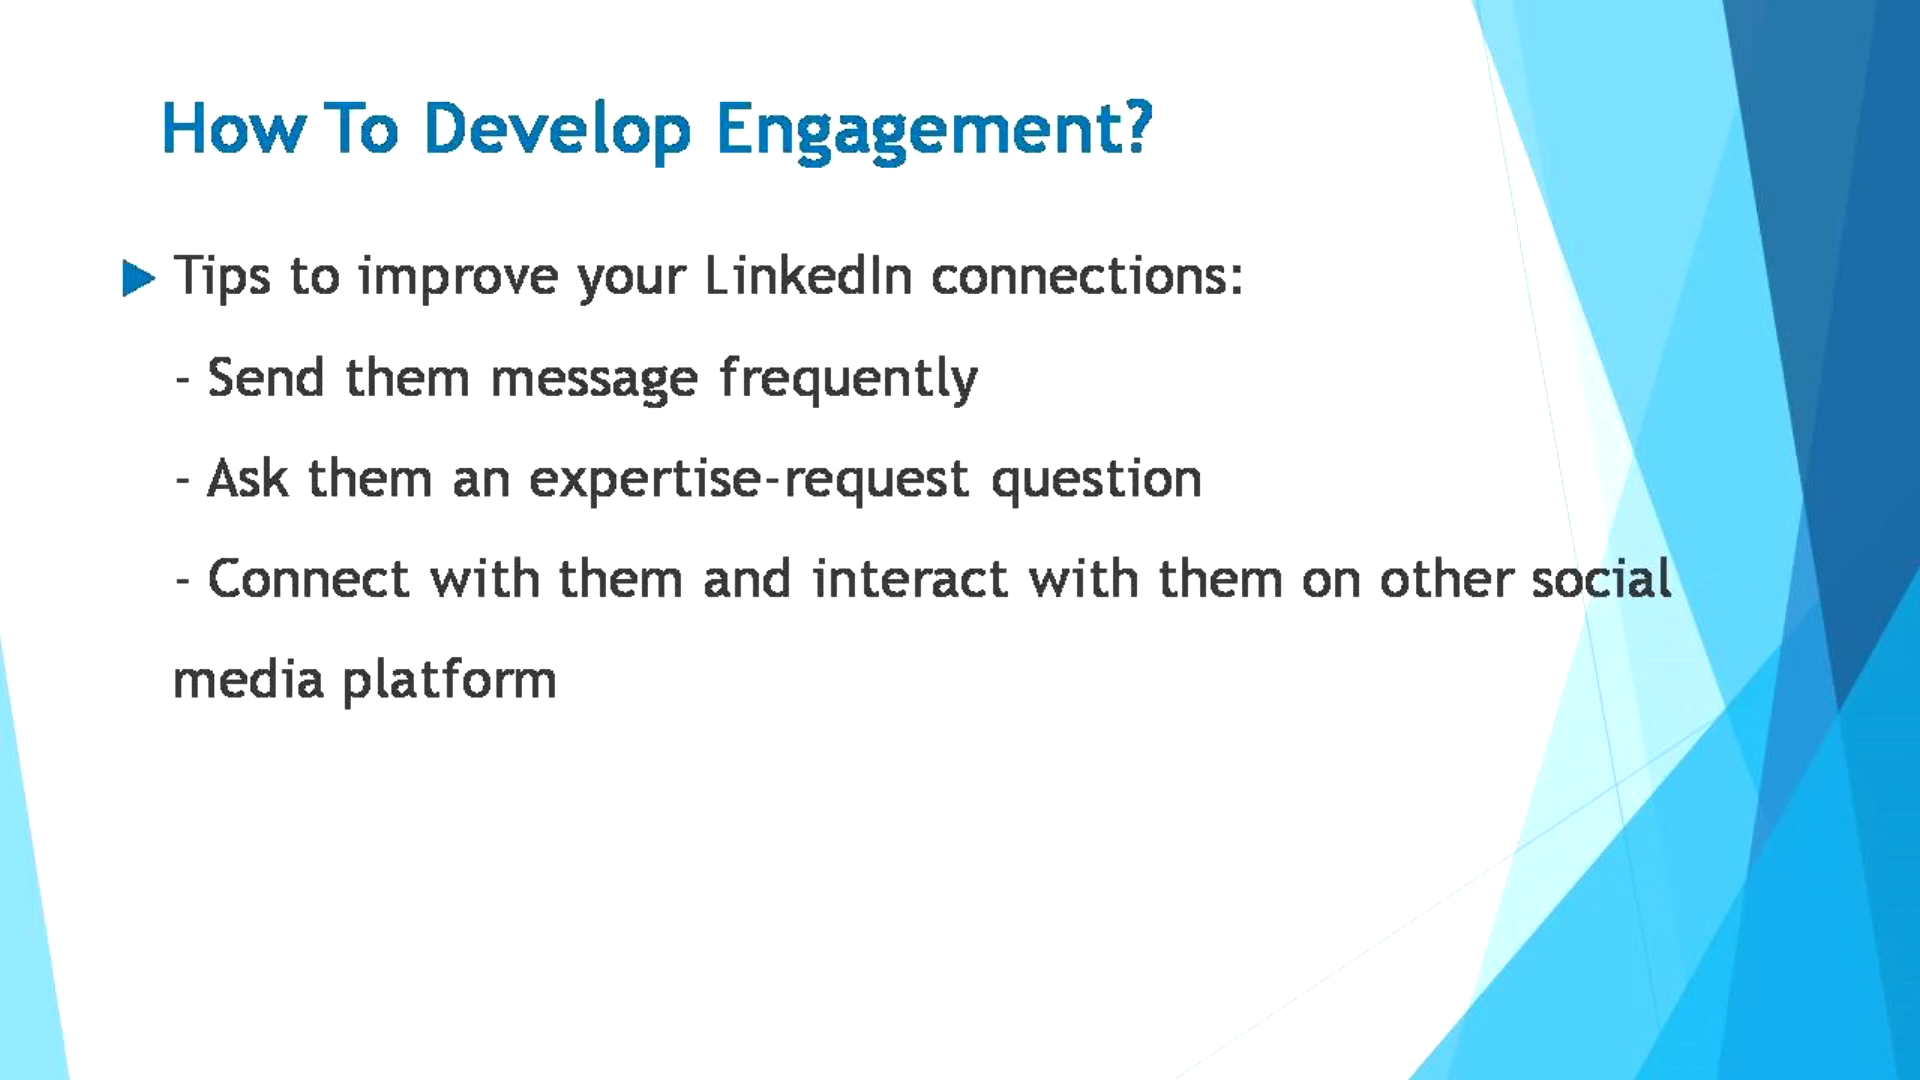 How To Develop Engagement?
Tips to improve your LinkedIn connections:
- Send them message frequently
- Ask them an expertise-request question
- Connect with them and interact with them on other social
media platform